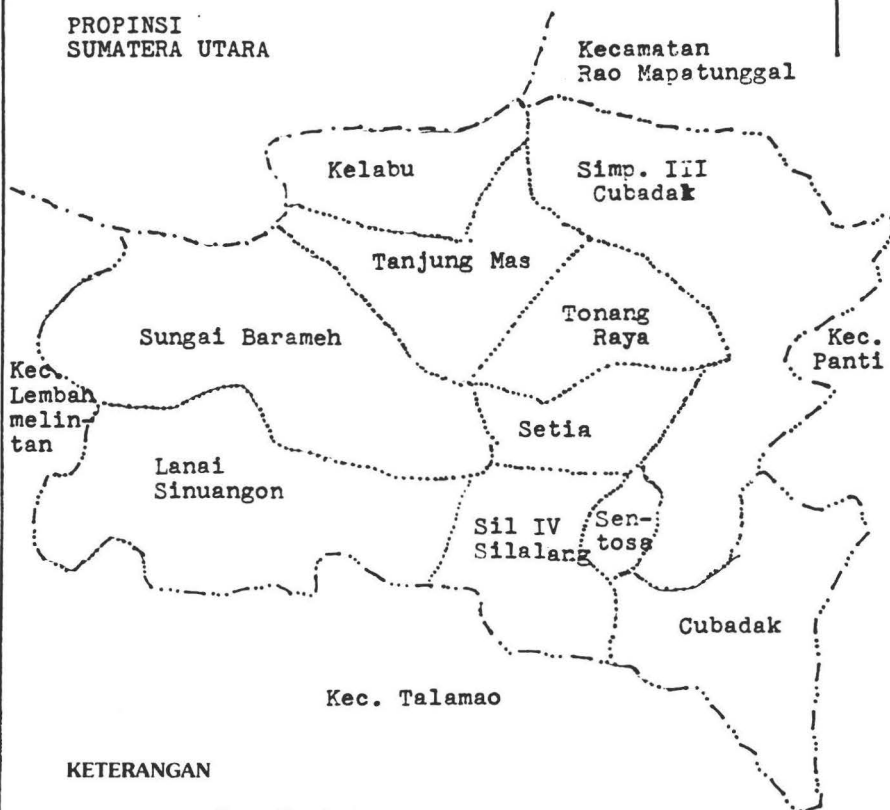 PROPINSI
SUMATERA UTARA
Kecamatan
Rao Mapatunggal
Kelabu
Simp. III
Cubadak
Tanjung Mas
Tonang
Raya
Sungai Barameh
Kec.
Panti
Kec.
Lembah
melin-
tan
Setia
Lanai
Sinuangon
Sil IV
Silalang
Sen-
tosa
Cubadak
Kec. Talamao
KETERANGAN